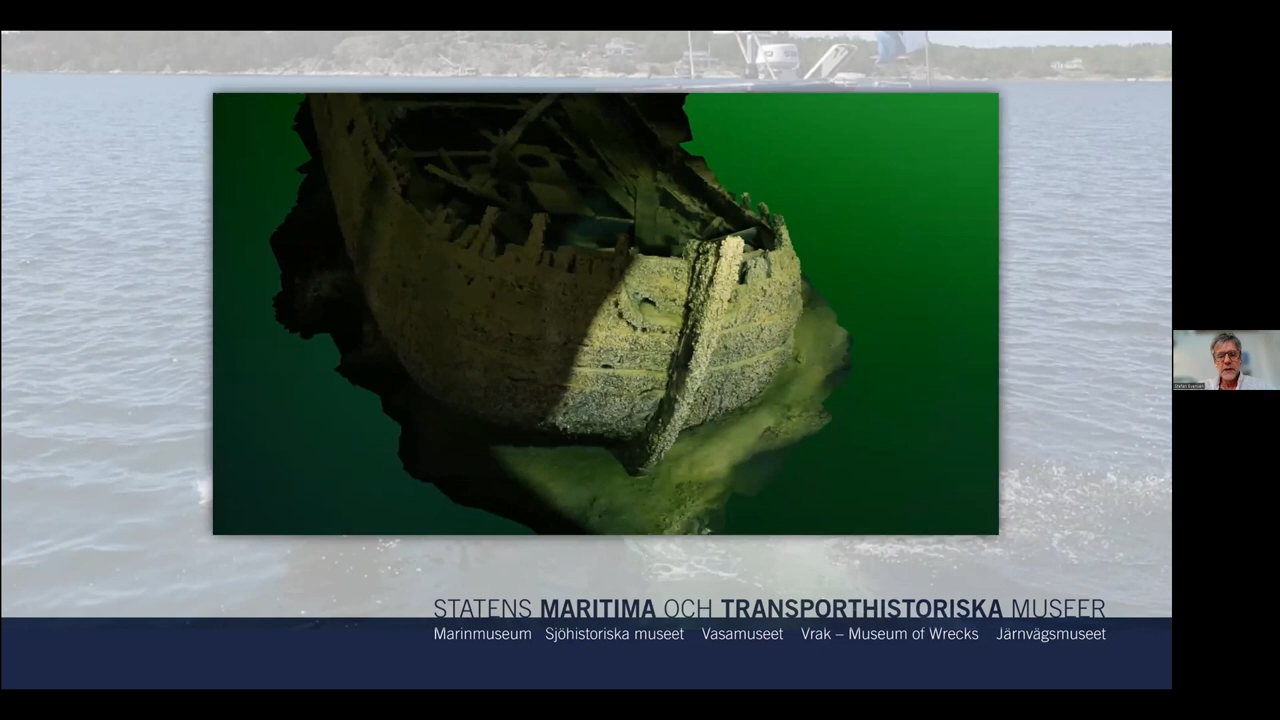 STATENS MARITIMA OCH TRANSPORTHISTORISKA MUSEER
Marinmuseum Sjöhistoriska museet Vasamuseet Vrak – Museum of Wrecks Järnvägsmuseet